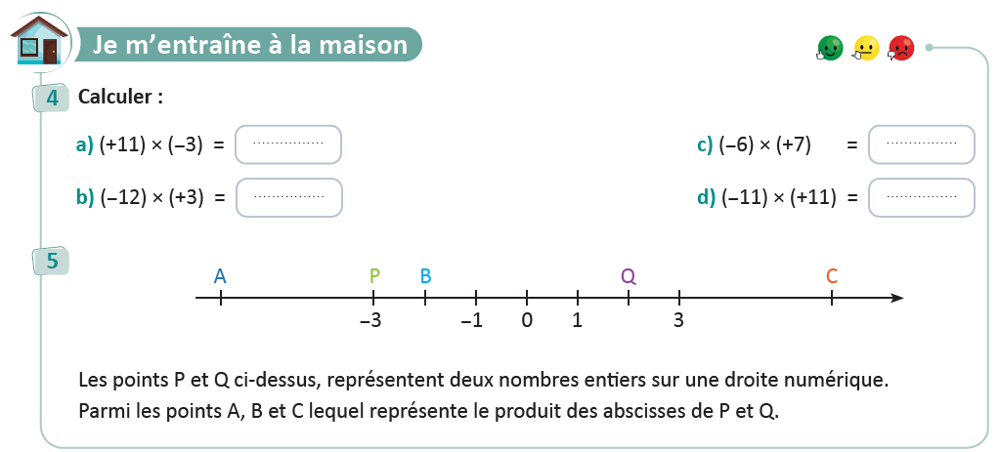 Je m'entraîne à la maison
4 Calculer :
a) (+11) × (−3) = ............... c) (−6) × (+7) = ...............
b) (−12) × (+3) = ............... d) (−11) × (+11) = ...............
5
A P B Q C
−3 −1 0 1 3
Les points P et Q ci-dessus, représentent deux nombres entiers sur une droite numérique.
Parmi les points A, B et C lequel représente le produit des abscisses de P et Q.